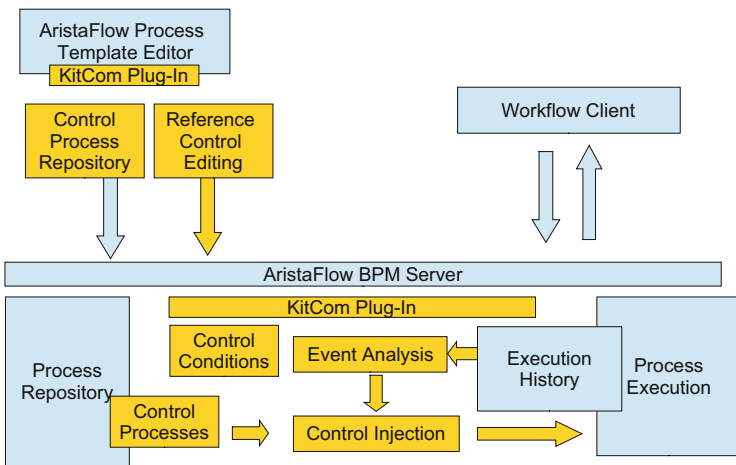 AristaFlow Process
Template Editor
KitCom Plug-In
Control
Process
Repository
Reference
Control
Editing
Workflow Client
AristaFlow BPM Server
KitCom Plug-In
Control
Conditions
Event Analysis
Execution
History
Process
Execution
Process
Repository
Control
Processes
Control Injection